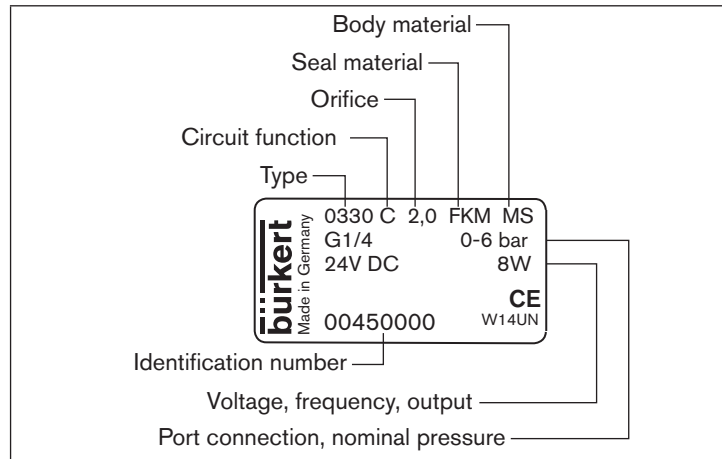 Body material
Seal material
Orifice
Circuit function
Type
burkert
Made in Germany
0330 C 2,0 FKM MS
G1/4 0-6 bar
24V DC 8W
CE
00450000 W14UN
Identification number
Voltage, frequency, output
Port connection, nominal pressure